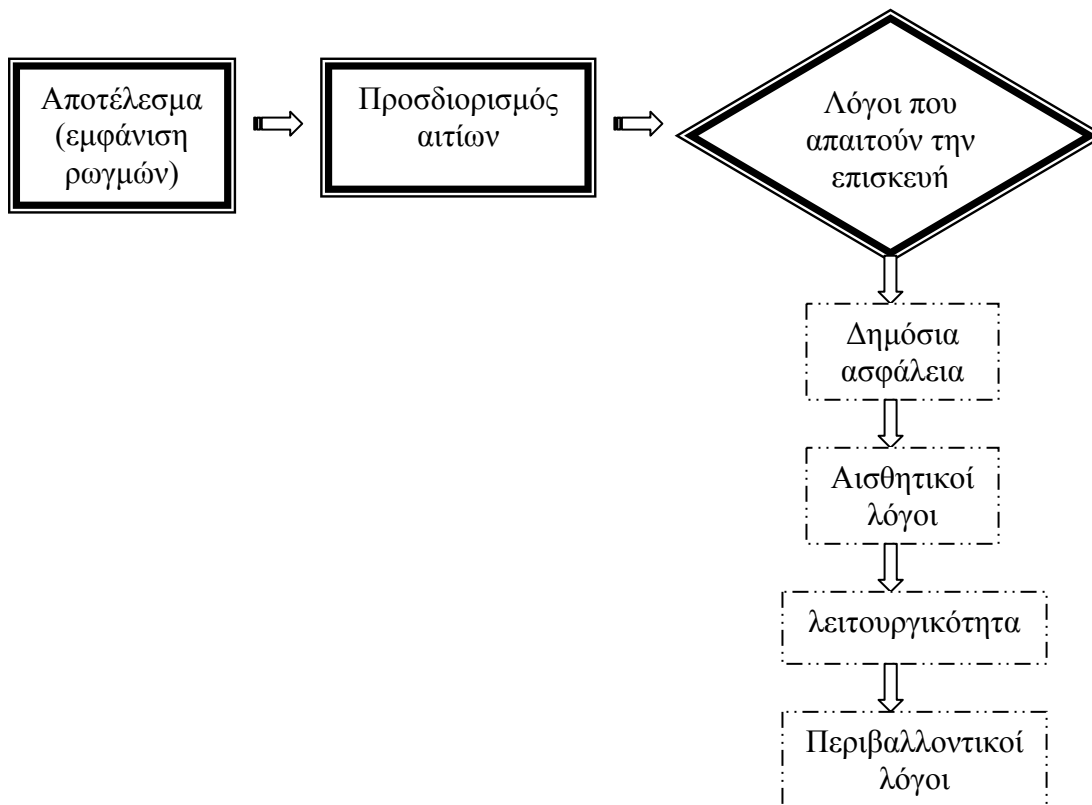 Αποτέλεσμα
(εμφάνιση
ρωγμών)
Προσδιορισμός
αιτίων
Λόγοι που
απαιτούν την
επισκευή
Δημόσια
ασφάλεια
Αισθητικοί
λόγοι
λειτουργικότητα
Περιβαλλοντικοί
λόγοι